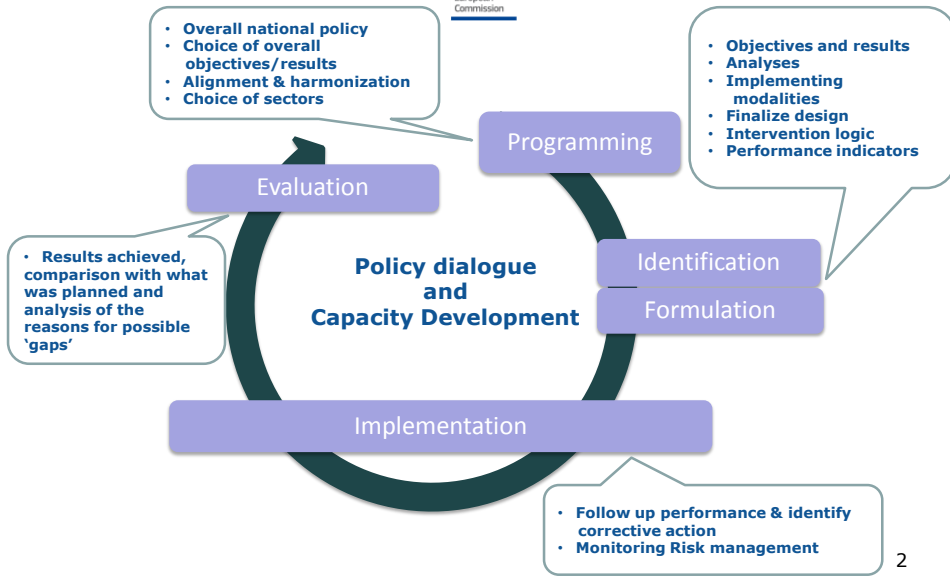 Commission
• Overall national policy
• Choice of overall
objectives/results
• Alignment & harmonization
• Choice of sectors
Programming
• Objectives and results
• Analyses
• Implementing
modalities
• Finalize design
• Intervention logic
• Performance indicators
Evaluation
• Results achieved,
comparison with what
was planned and
analysis of the
reasons for possible
‘gaps’
Policy dialogue
and
Capacity Development
Identification
Formulation
Implementation
• Follow up performance & identify
corrective action
• Monitoring Risk management
2